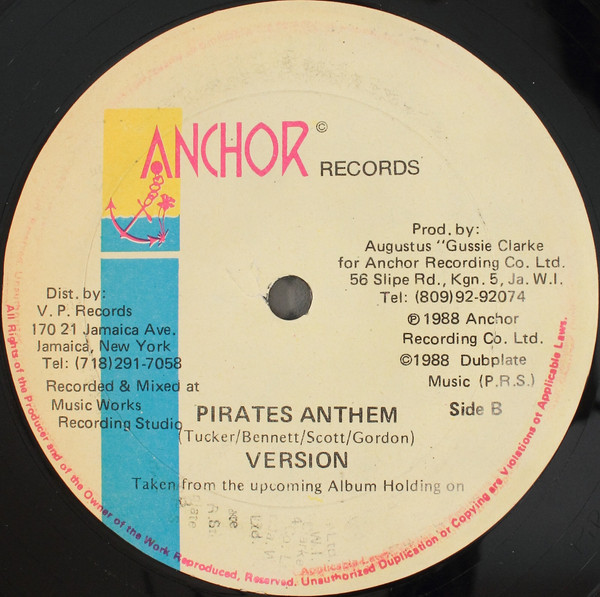 ANCHOR ©
RECORDS
Prod. by:
Augustus "Gussie Clarke
for Anchor Recording Co. Ltd.
56 Slipe Rd., Kgn. 5, Ja. W.I.
Tel: (809)92-92074
℗1988 Anchor
Recording Co. Ltd.
©1988 Dubplate
Music (P.R.S.)
Side B
Dist. by:
V. P. Records
170 21 Jamaica Ave.
Jamaica, New York
Tel: (718)291-7058
Recorded & Mixed at
Music Works
Recording Studio
PIRATES ANTHEM
(Tucker/Bennett/Scott/Gordon)
VERSION
Taken from the upcoming Album Holding on
All Rights of the Producer and of the Owner of the Work Reproduced, Reserved. Unauthorized Duplication or Copying are Violations of Applicable Laws.
Applicable Laws.